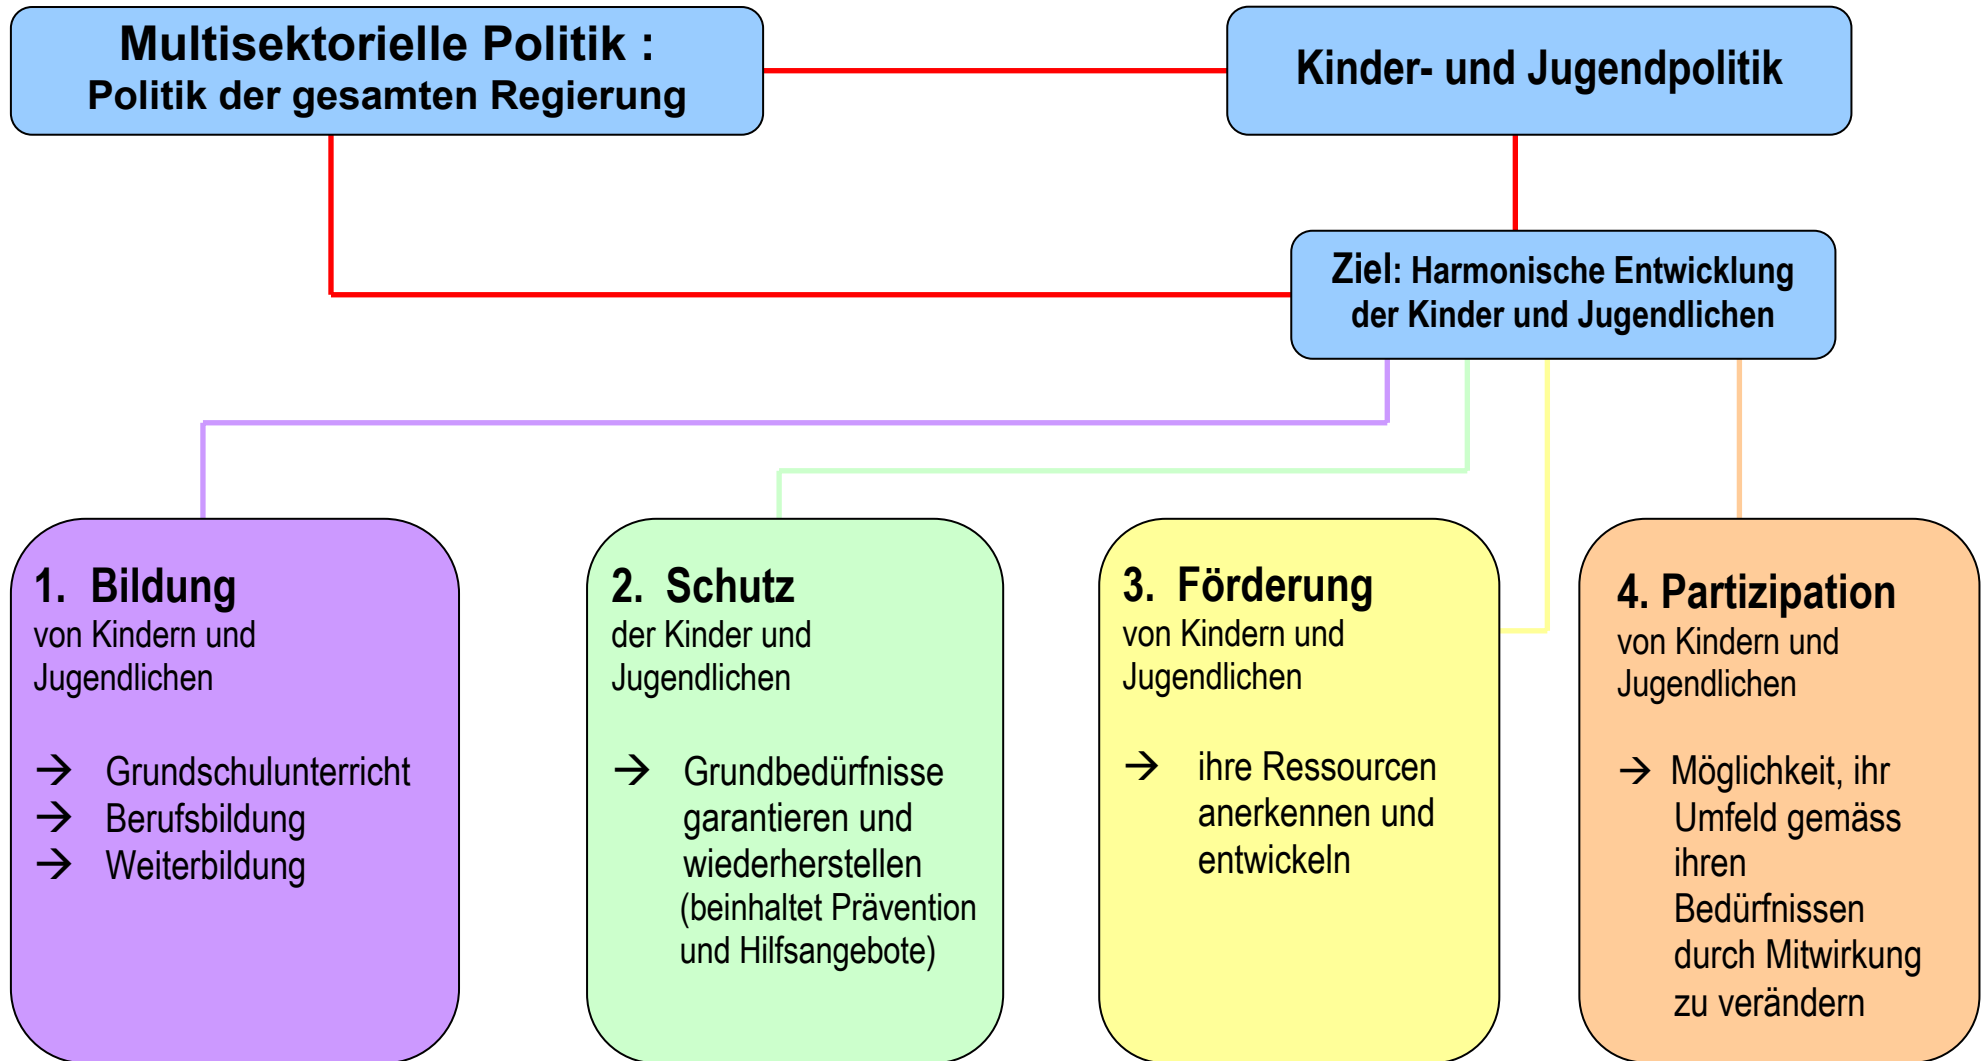 Multisektorielle Politik :
Politik der gesamten Regierung
Kinder- und Jugendpolitik
Ziel: Harmonische Entwicklung
der Kinder und Jugendlichen
1. Bildung
von Kindern und
Jugendlichen
→ Grundschulunterricht
→ Berufsbildung
→ Weiterbildung
2. Schutz
der Kinder und
Jugendlichen
→ Grundbedürfnisse
garantieren und
wiederherstellen
(beinhaltet Prävention
und Hilfsangebote)
3. Förderung
von Kindern und
Jugendlichen
→ ihre Ressourcen
anerkennen und
entwickeln
4. Partizipation
von Kindern und
Jugendlichen
→ Möglichkeit, ihr
Umfeld gemäss
ihren
Bedürfnissen
durch Mitwirkung
zu verändern